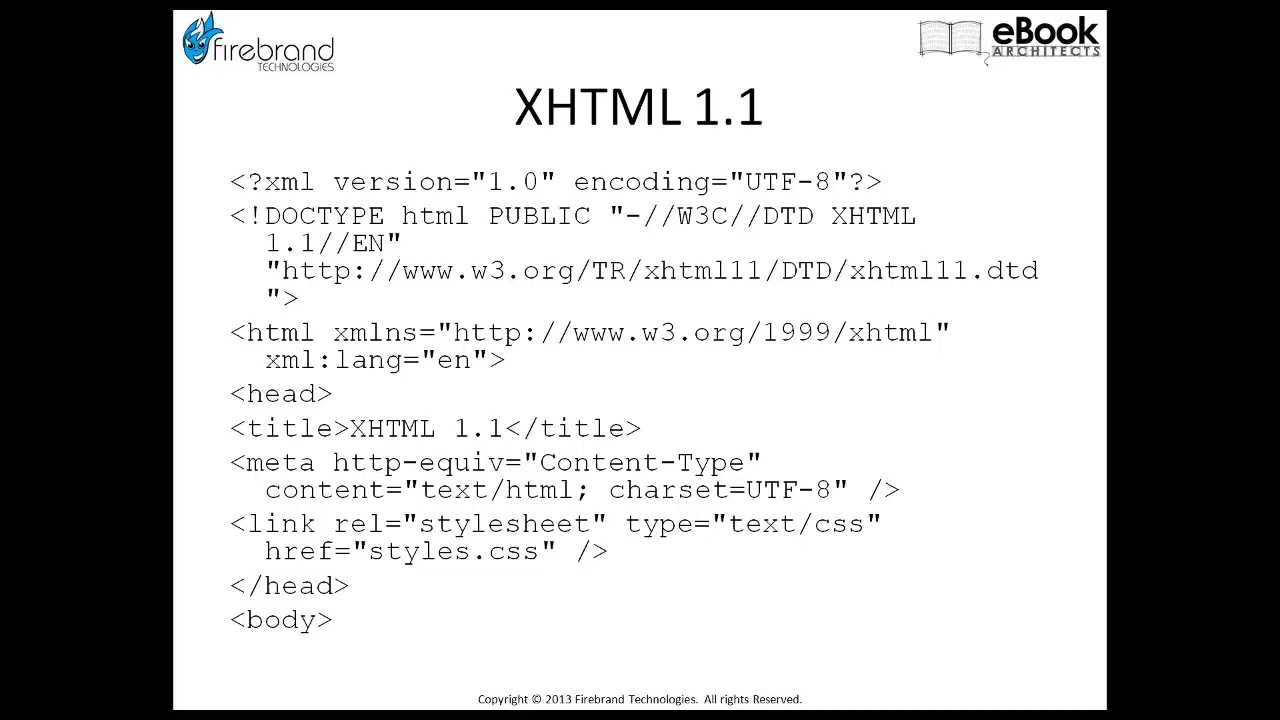 firebrand
TECHNOLOGIES
eBook
ARCHITECTS
XHTML 1.1
<?xml version="1.0" encoding="UTF-8"?>
<!DOCTYPE html PUBLIC "-//W3C//DTD XHTML
1.1//EN"
"http://www.w3.org/TR/xhtml11/DTD/xhtml11.dtd
">
<html xmlns="http://www.w3.org/1999/xhtml"
xml:lang="en">
<head>
<title>XHTML 1.1</title>
<meta http-equiv="Content-Type"
content="text/html; charset=UTF-8" />
<link rel="stylesheet" type="text/css"
href="styles.css" />
</head>
<body>
Copyright © 2013 Firebrand Technologies. All rights Reserved.